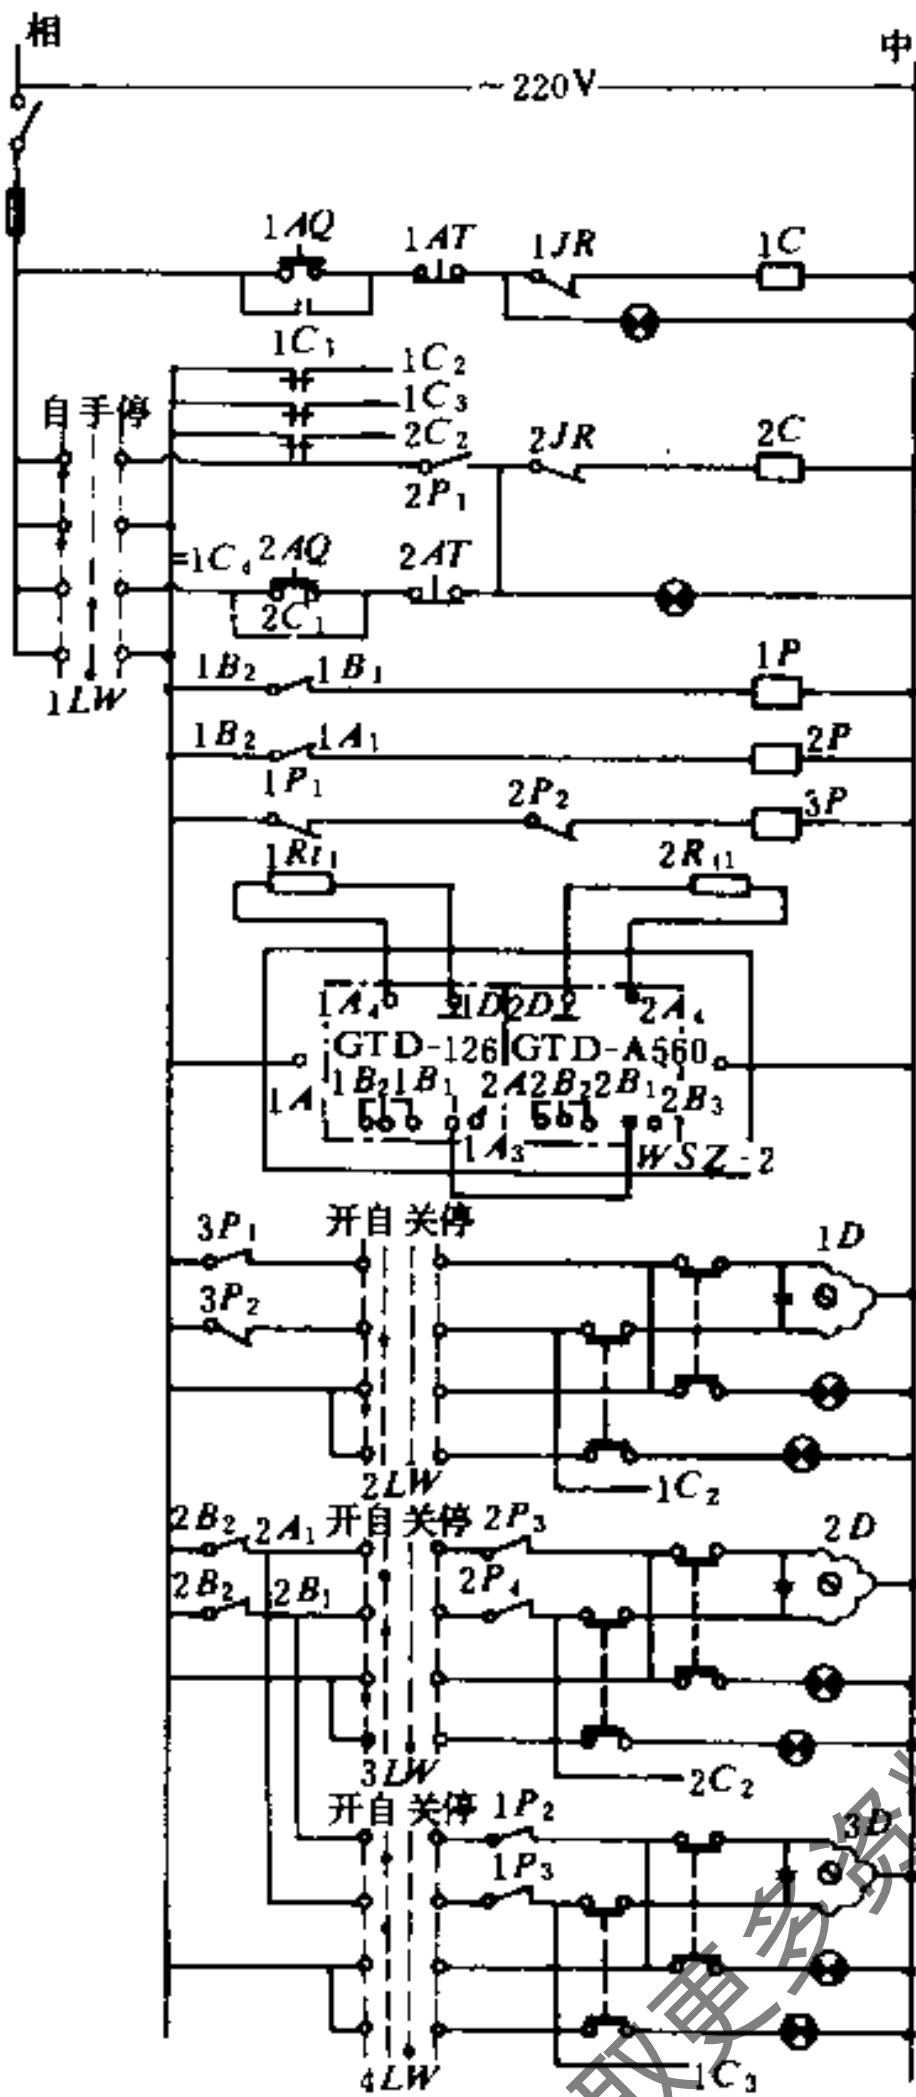 相 中
~220V
1AQ 1AT 1JR 1C
1C₁
1C₂
1C₃
自 手 停
2C₂ 2JR 2C
2P₁
1C₄ 2AQ 2AT
2C₁
1B₂ 1B₁ 1P
1LW
1B₂ 1A₁ 2P
1P₁ 2P₂ 3P
1Rt₁ 2Rt₁
1A₄ 1D 2D 2A₄
GTD-126 GTD-A560
1A 1B₂ 1B₁ 2A 2B₂ 2B₁ 2B₃
1A₃ WSZ-2
3P₁ 开 自 关 停 1D
3P₂
2LW 1C₂
2B₂ 2A₁ 开 自 关 停 2P₃ 2D
2B₂ 2B₁ 2P₄
3LW 2C₂
开 自 关 停 1P₂ 3D
1P₃
4LW 1C₃
取更多资